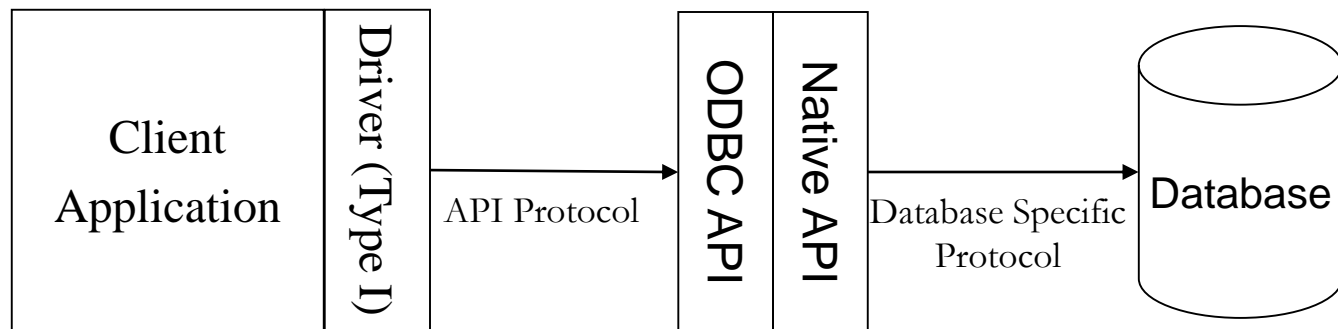 Client
Application
Driver (Type I)
API Protocol
ODBC API
Native API
Database Specific
Protocol
Database